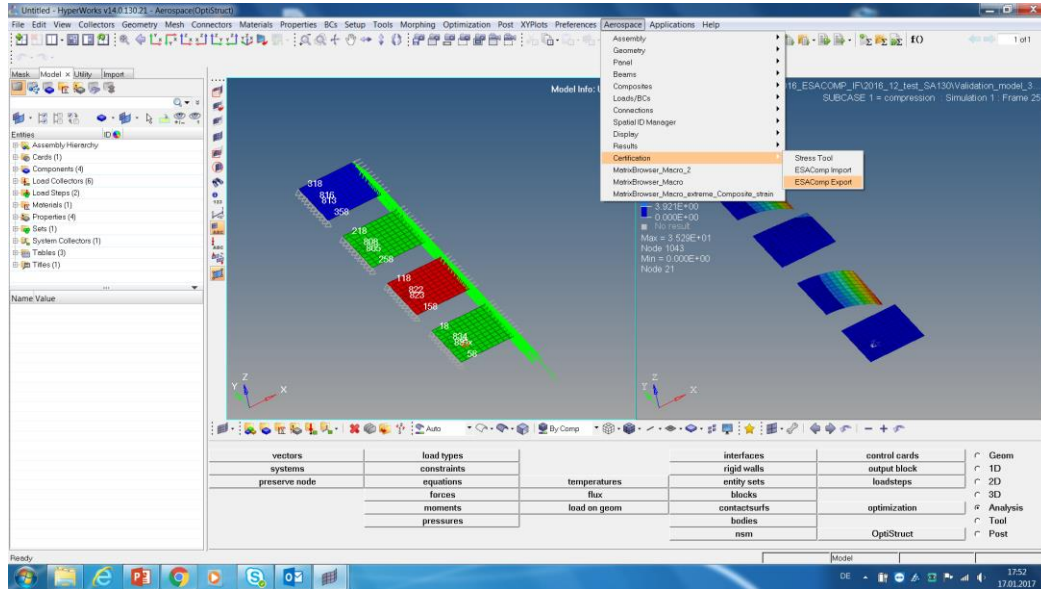 Untitled - HyperWorks v14.0.130.21 - Aerospace(OptiStruct)
File Edit View Collectors Geometry Mesh Connectors Materials Properties BCs Setup Tools Morphing Optimization Post XYPlots Preferences Aerospace Applications Help
f()
1 of 1
Mask Model × Utility Import
Entities ID
Assembly Hierarchy
Cards (1)
Components (4)
Load Collectors (6)
Load Steps (2)
Materials (1)
Properties (4)
Sets (1)
System Collectors (1)
Tables (3)
Titles (1)
Name Value
Model Info: U
Assembly
Geometry
Panel
Beams
Composites
Loads/BCs
Connections
Spatial ID Manager
Display
Results
Certification
MatrixBrowser_Macro_2
MatrixBrowser_Macro
MatrixBrowser_Macro_extreme_Composite_strain
Stress Tool
ESAComp Import
ESAComp Export
16_ESACOMP_IF\2016_12_test_SA130\Validation_model_3...
SUBCASE 1 = compression : Simulation 1 : Frame 25
3.921E+00
0.000E+00
No result
Max = 3.529E+01
Node 1043
Min = 0.000E+00
Node 21
318
816
813
358
218
258
118
822
823
158
18
834
58
Z
Y
X
Z
Y
X
Auto
By Comp
vectors load types interfaces control cards Geom
systems constraints rigid walls output block 1D
preserve node equations temperatures entity sets loadsteps 2D
forces flux blocks 3D
moments load on geom contactsurfs optimization Analysis
pressures bodies Tool
nsm OptiStruct Post
Ready
Model
DE
17:52
17.01.2017